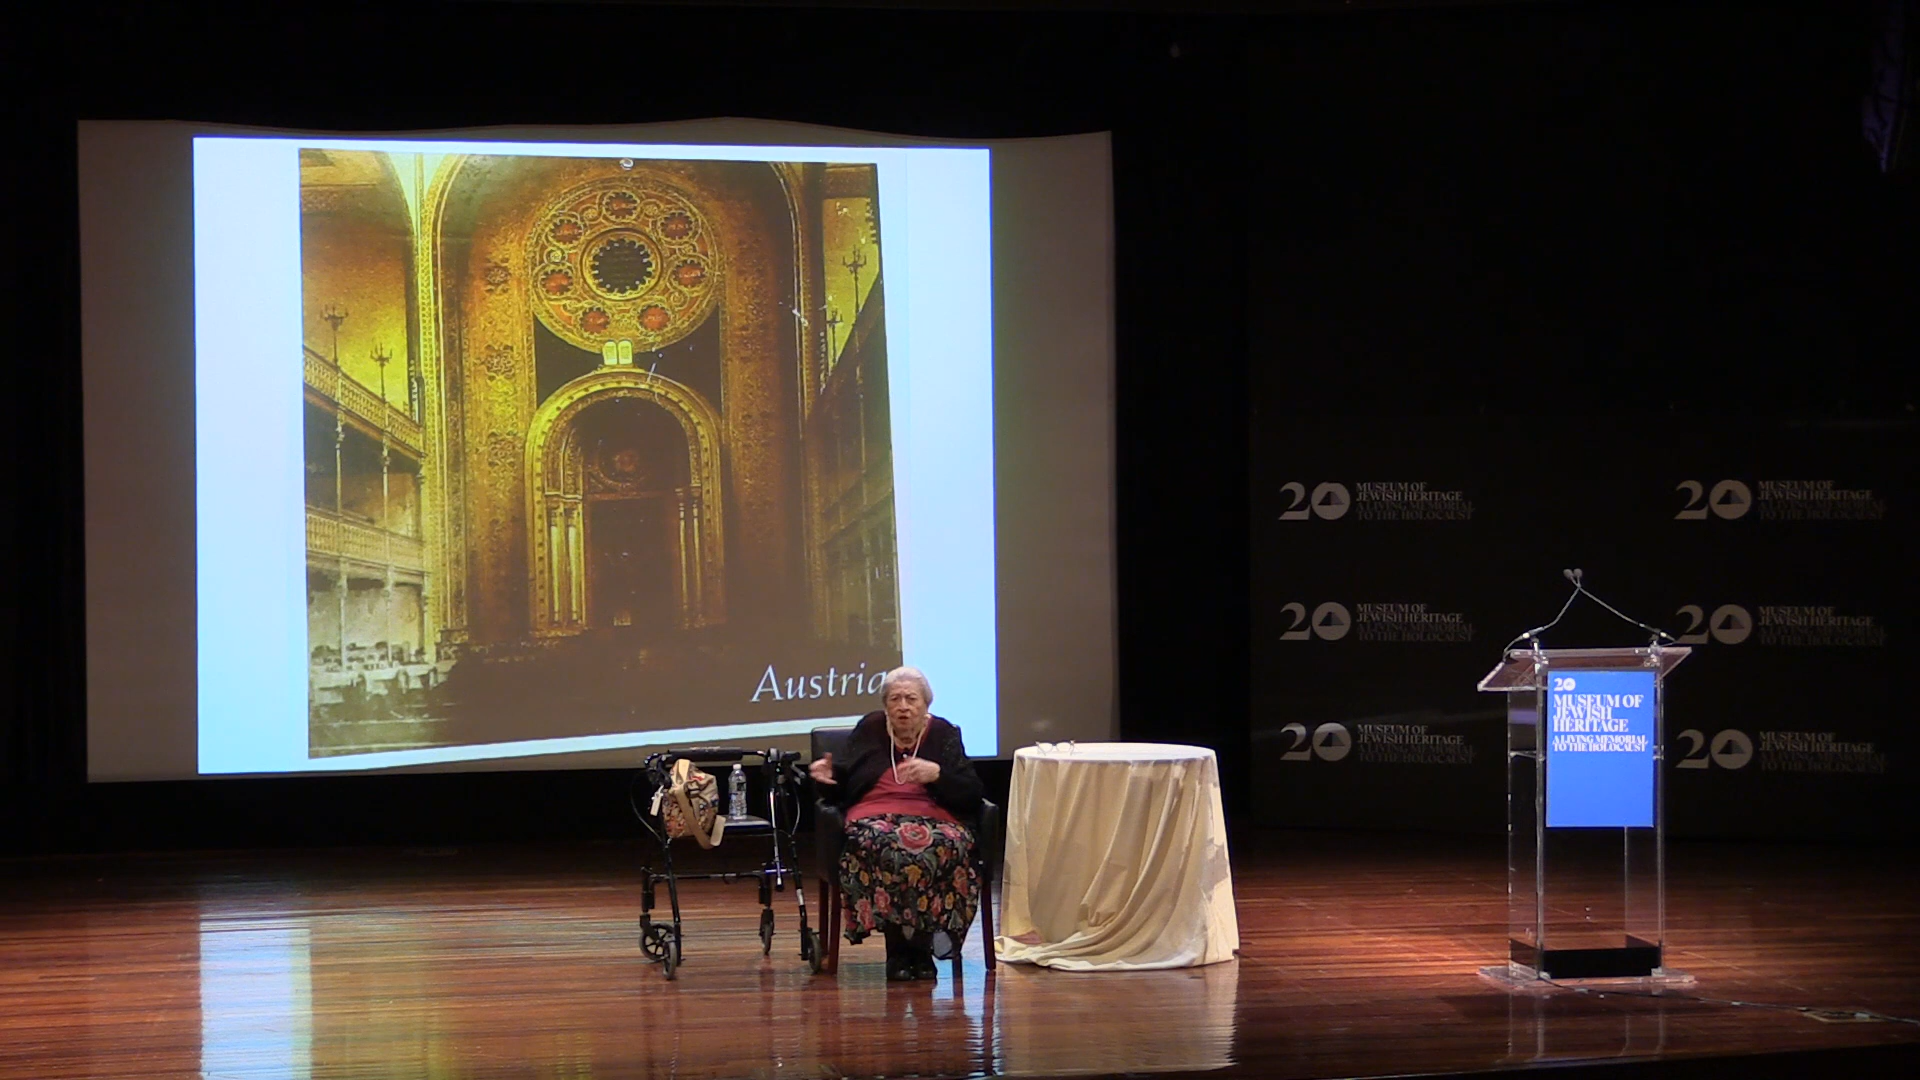 Austria
20 MUSEUM OF
JEWISH HERITAGE
A LIVING MEMORIAL
TO THE HOLOCAUST
20 MUSEUM OF
JEWISH HERITAGE
A LIVING MEMORIAL
TO THE HOLOCAUST
20 MUSEUM OF
JEWISH HERITAGE
A LIVING MEMORIAL
TO THE HOLOCAUST
20 MUSEUM OF
JEWISH HERITAGE
A LIVING MEMORIAL
TO THE HOLOCAUST
20 MUSEUM OF
JEWISH HERITAGE
A LIVING MEMORIAL
TO THE HOLOCAUST
20 MUSEUM OF
JEWISH HERITAGE
A LIVING MEMORIAL
TO THE HOLOCAUST
20
MUSEUM OF
JEWISH
HERITAGE
A LIVING MEMORIAL
TO THE HOLOCAUST